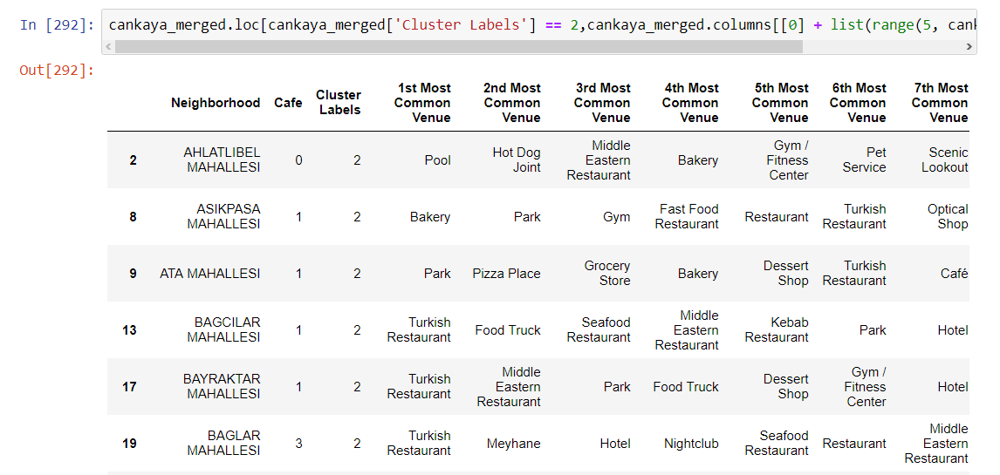 In [292]: cankaya_merged.loc[cankaya_merged['Cluster Labels'] == 2,cankaya_merged.columns[[0] + list(range(5, cank
Out[292]:
Neighborhood Cafe Cluster Labels 1st Most Common Venue 2nd Most Common Venue 3rd Most Common Venue 4th Most Common Venue 5th Most Common Venue 6th Most Common Venue 7th Most Common Venue
2 AHLATLIBEL MAHALLESI 0 2 Pool Hot Dog Joint Middle Eastern Restaurant Bakery Gym / Fitness Center Pet Service Scenic Lookout
8 ASIKPASA MAHALLESI 1 2 Bakery Park Gym Fast Food Restaurant Restaurant Turkish Restaurant Optical Shop
9 ATA MAHALLESI 1 2 Park Pizza Place Grocery Store Bakery Dessert Shop Turkish Restaurant Café
13 BAGCILAR MAHALLESI 1 2 Turkish Restaurant Food Truck Seafood Restaurant Middle Eastern Restaurant Kebab Restaurant Park Hotel
17 BAYRAKTAR MAHALLESI 1 2 Turkish Restaurant Middle Eastern Restaurant Park Food Truck Dessert Shop Gym / Fitness Center Hotel
19 BAGLAR MAHALLESI 3 2 Turkish Restaurant Meyhane Hotel Nightclub Seafood Restaurant Restaurant Middle Eastern Restaurant